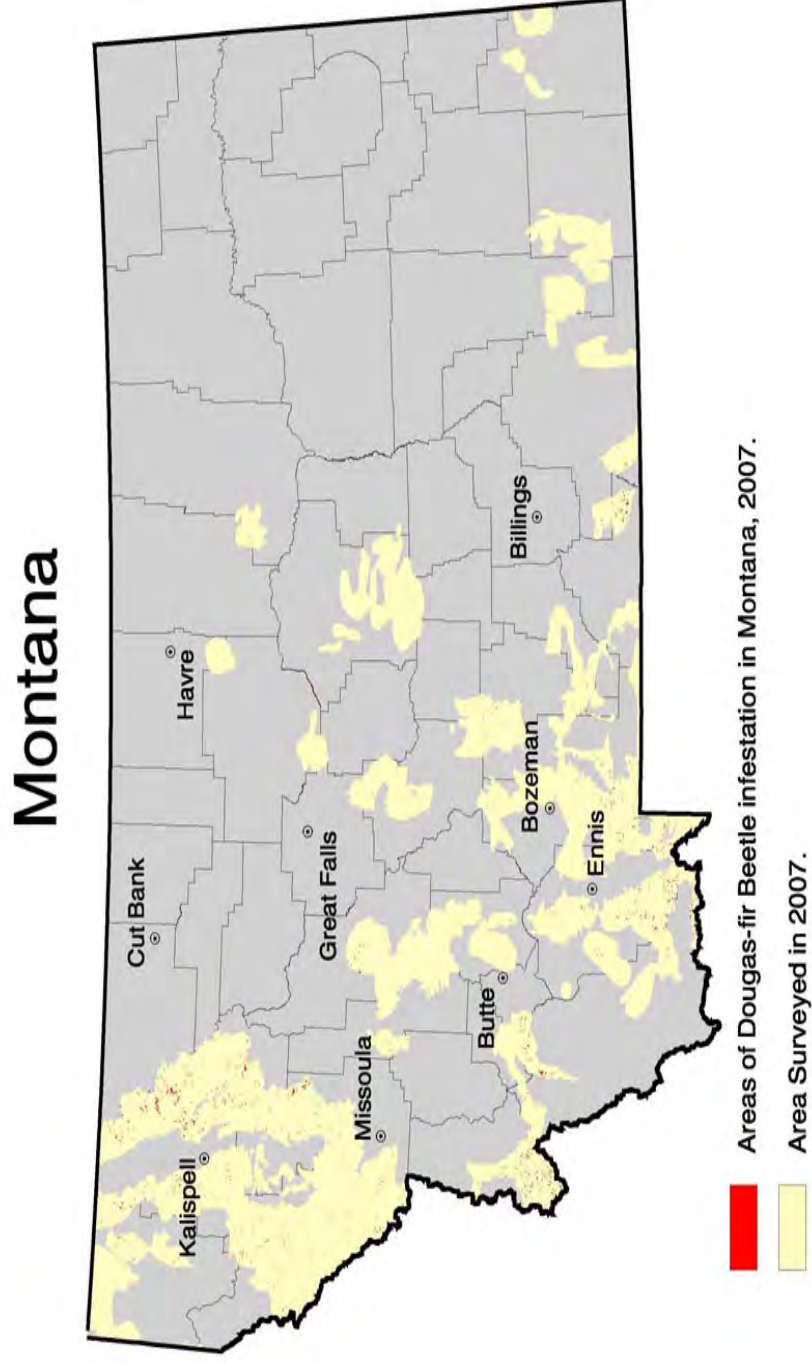 Montana
Cut Bank
Havre
Kalispell
Great Falls
Missoula
Butte
Bozeman
Billings
Ennis
Areas of Dougas-fir Beetle infestation in Montana, 2007.
Area Surveyed in 2007.